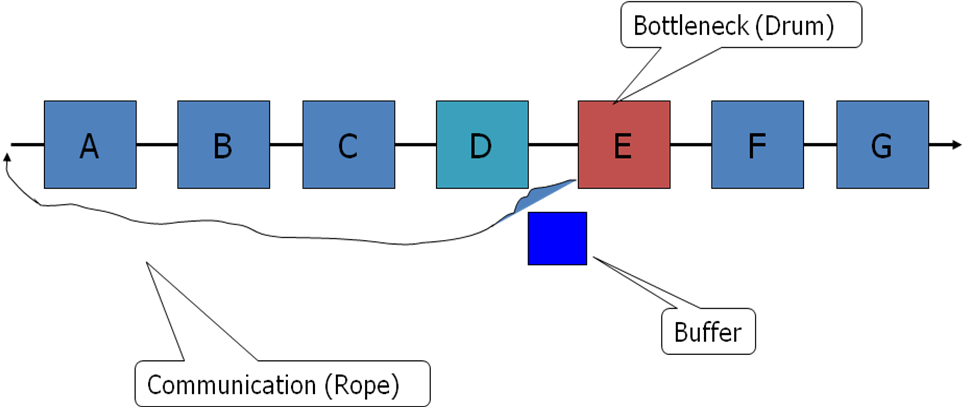 Bottleneck (Drum)
A B C D E F G
Buffer
Communication (Rope)